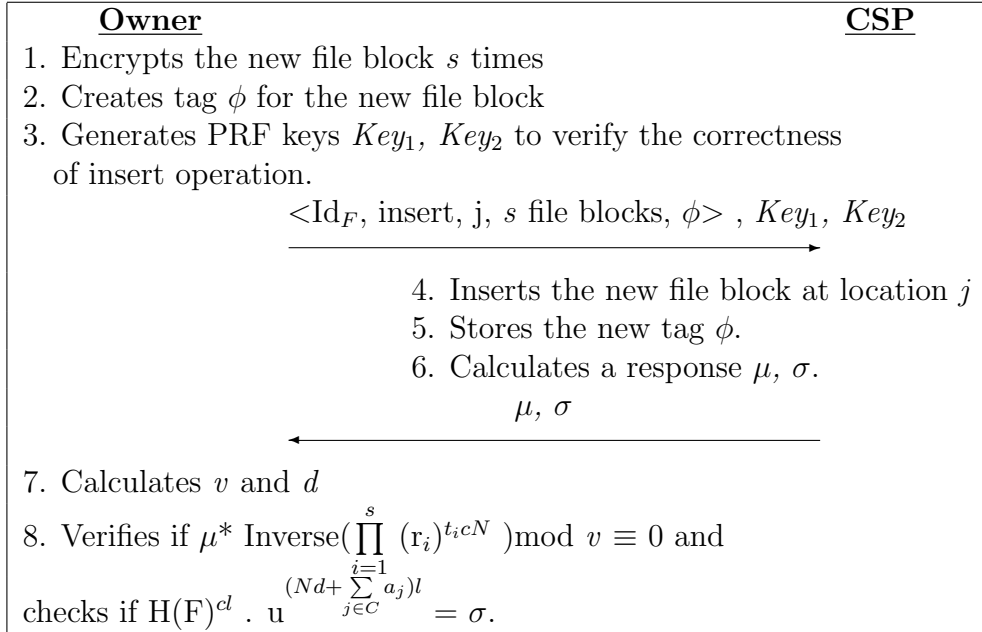 Owner CSP
1. Encrypts the new file block s times
2. Creates tag ϕ for the new file block
3. Generates PRF keys Key₁, Key₂ to verify the correctness
of insert operation.
<Id_F, insert, j, s file blocks, ϕ> , Key₁, Key₂
4. Inserts the new file block at location j
5. Stores the new tag ϕ.
6. Calculates a response μ, σ.
μ, σ
7. Calculates v and d
8. Verifies if μ* Inverse(∏_{i=1}^{s} (r_i)^{t_i cN} )mod v ≡ 0 and
checks if H(F)^{cl} . u^{(Nd+∑_{j∈C} a_j)l} = σ.